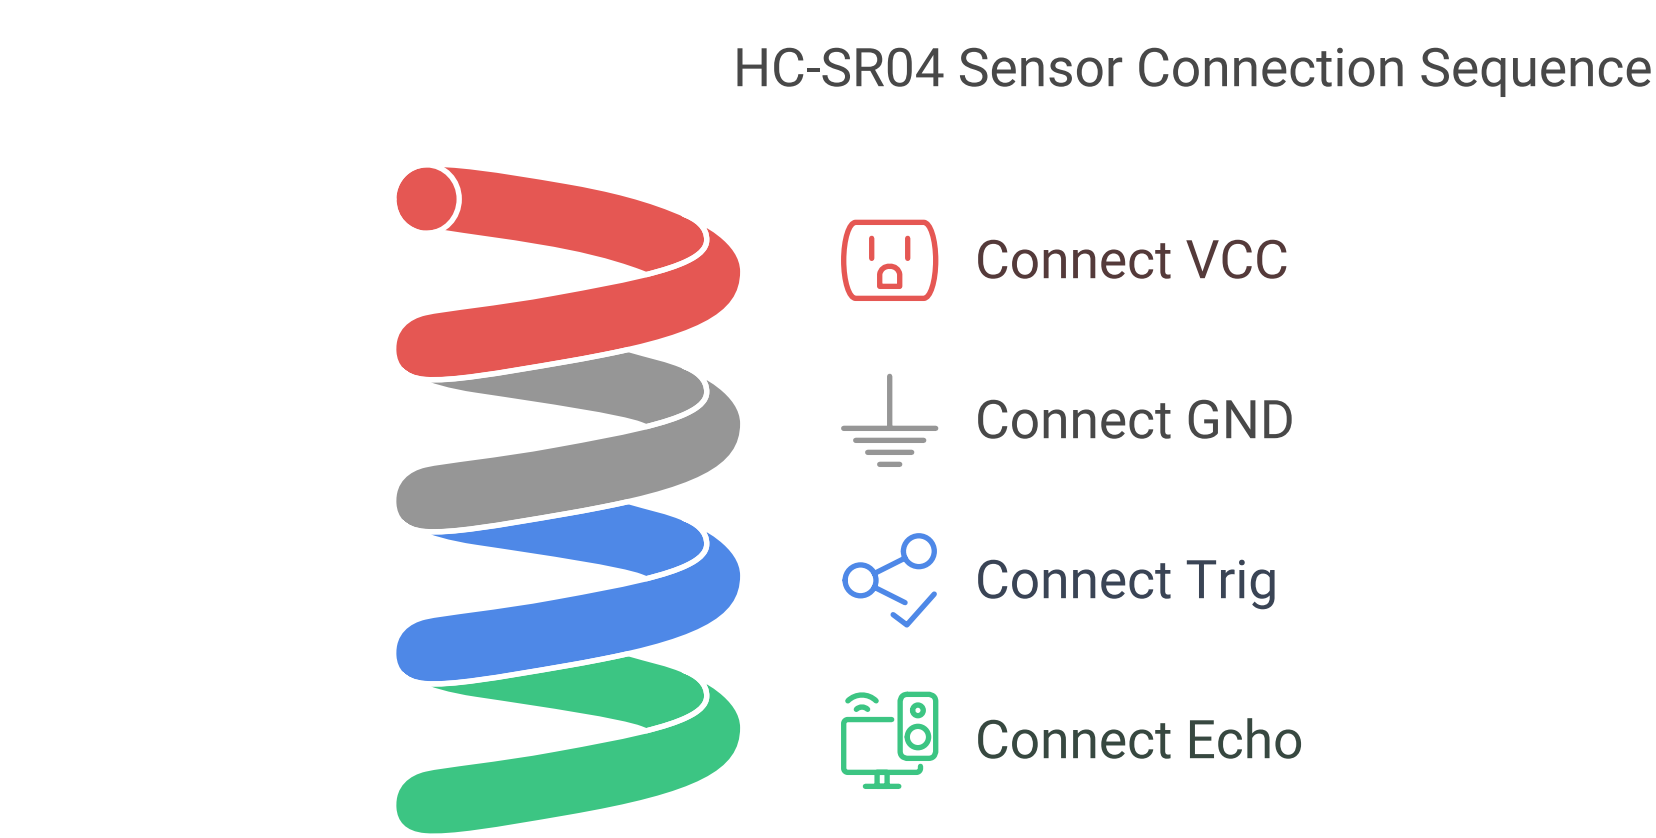 HC-SR04 Sensor Connection Sequence
Connect VCC
Connect GND
Connect Trig
Connect Echo